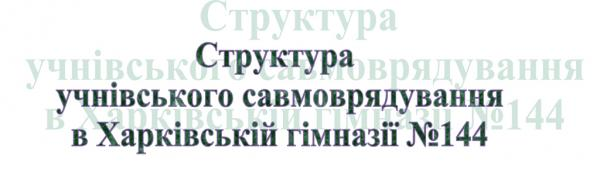 Структура
учнівського савмоврядування
в Харківській гімназії №144